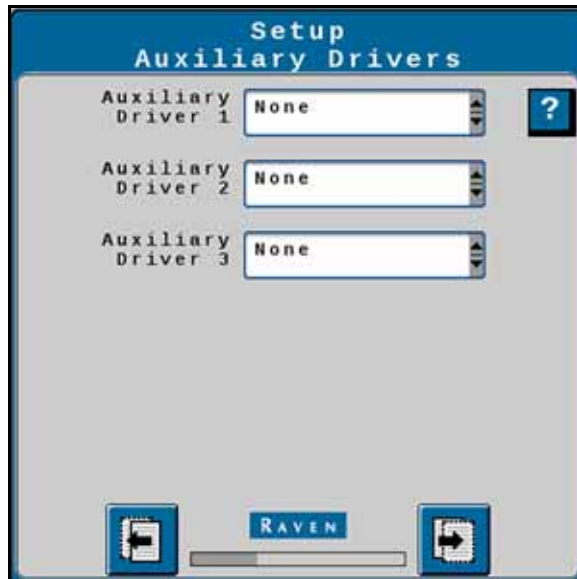 Setup
Auxiliary Drivers
Auxiliary
Driver 1
None
?
Auxiliary
Driver 2
None
Auxiliary
Driver 3
None
RAVEN